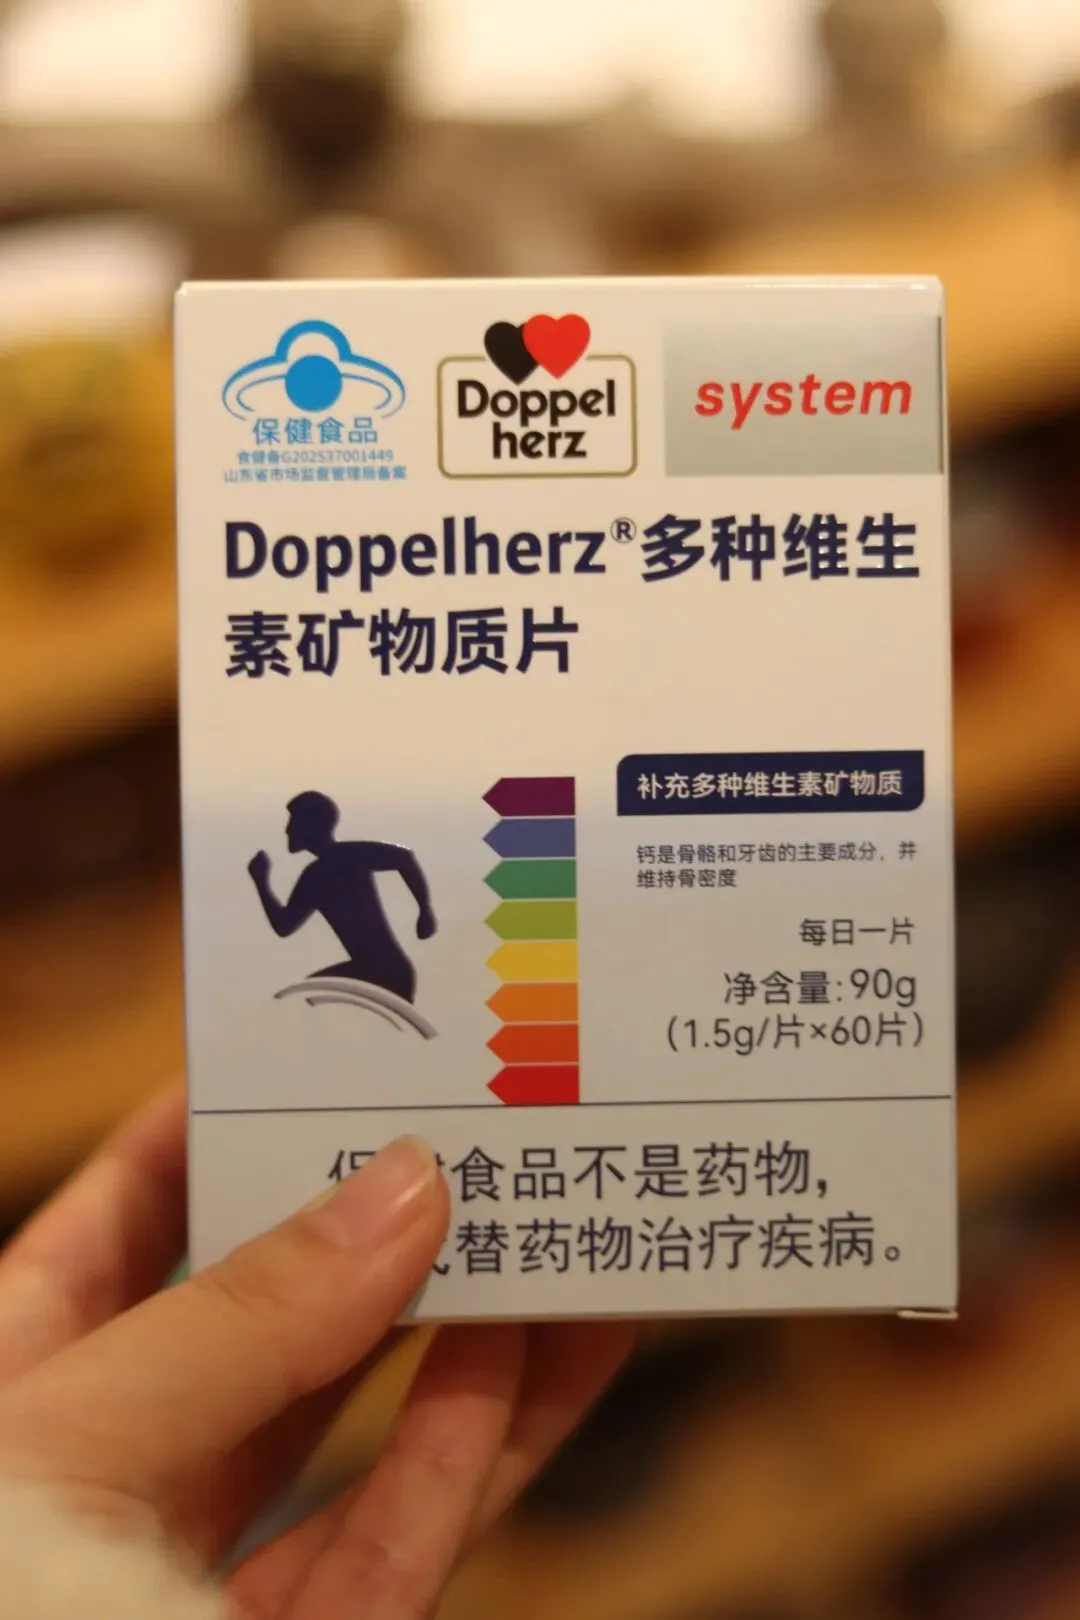 保健食品
食健备G202537001449
山东省市场监督管理局备案
Doppel
herz
system
Doppelherz®多种维生
素矿物质片
补充多种维生素矿物质
钙是骨骼和牙齿的主要成分，并
维持骨密度
每日一片
净含量：90g
（1.5g/片×60片）
食品不是药物，
替药物治疗疾病。